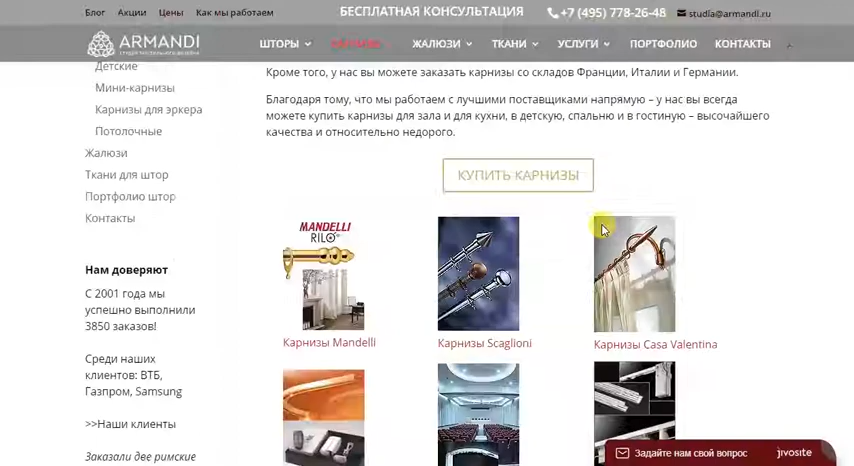 Блог Акции Цены Как мы работаем БЕСПЛАТНАЯ КОНСУЛЬТАЦИЯ +7 (495) 778-26-48 studia@armandi.ru
ARMANDI
ШТОРЫ ЖАЛЮЗИ ТКАНИ УСЛУГИ ПОРТФОЛИО КОНТАКТЫ
Детские
Мини-карнизы
Карнизы для эркера
Потолочные
Жалюзи
Ткани для штор
Портфолио штор
Контакты
Нам доверяют
С 2001 года мы
успешно выполнили
3850 заказов!
Среди наших
клиентов: ВТБ,
Газпром, Samsung
>>Наши клиенты
Заказали две римские
Кроме того, у нас вы можете заказать карнизы со складов Франции, Италии и Германии.
Благодаря тому, что мы работаем с лучшими поставщиками напрямую – у нас вы всегда
можете купить карнизы для зала и для кухни, в детскую, спальню и в гостиную – высочайшего
качества и относительно недорого.
КУПИТЬ КАРНИЗЫ
MANDELLI
RILO
Карнизы Mandelli
Карнизы Scaglioni
Карнизы Casa Valentina
Задайте нам свой вопрос jivosite